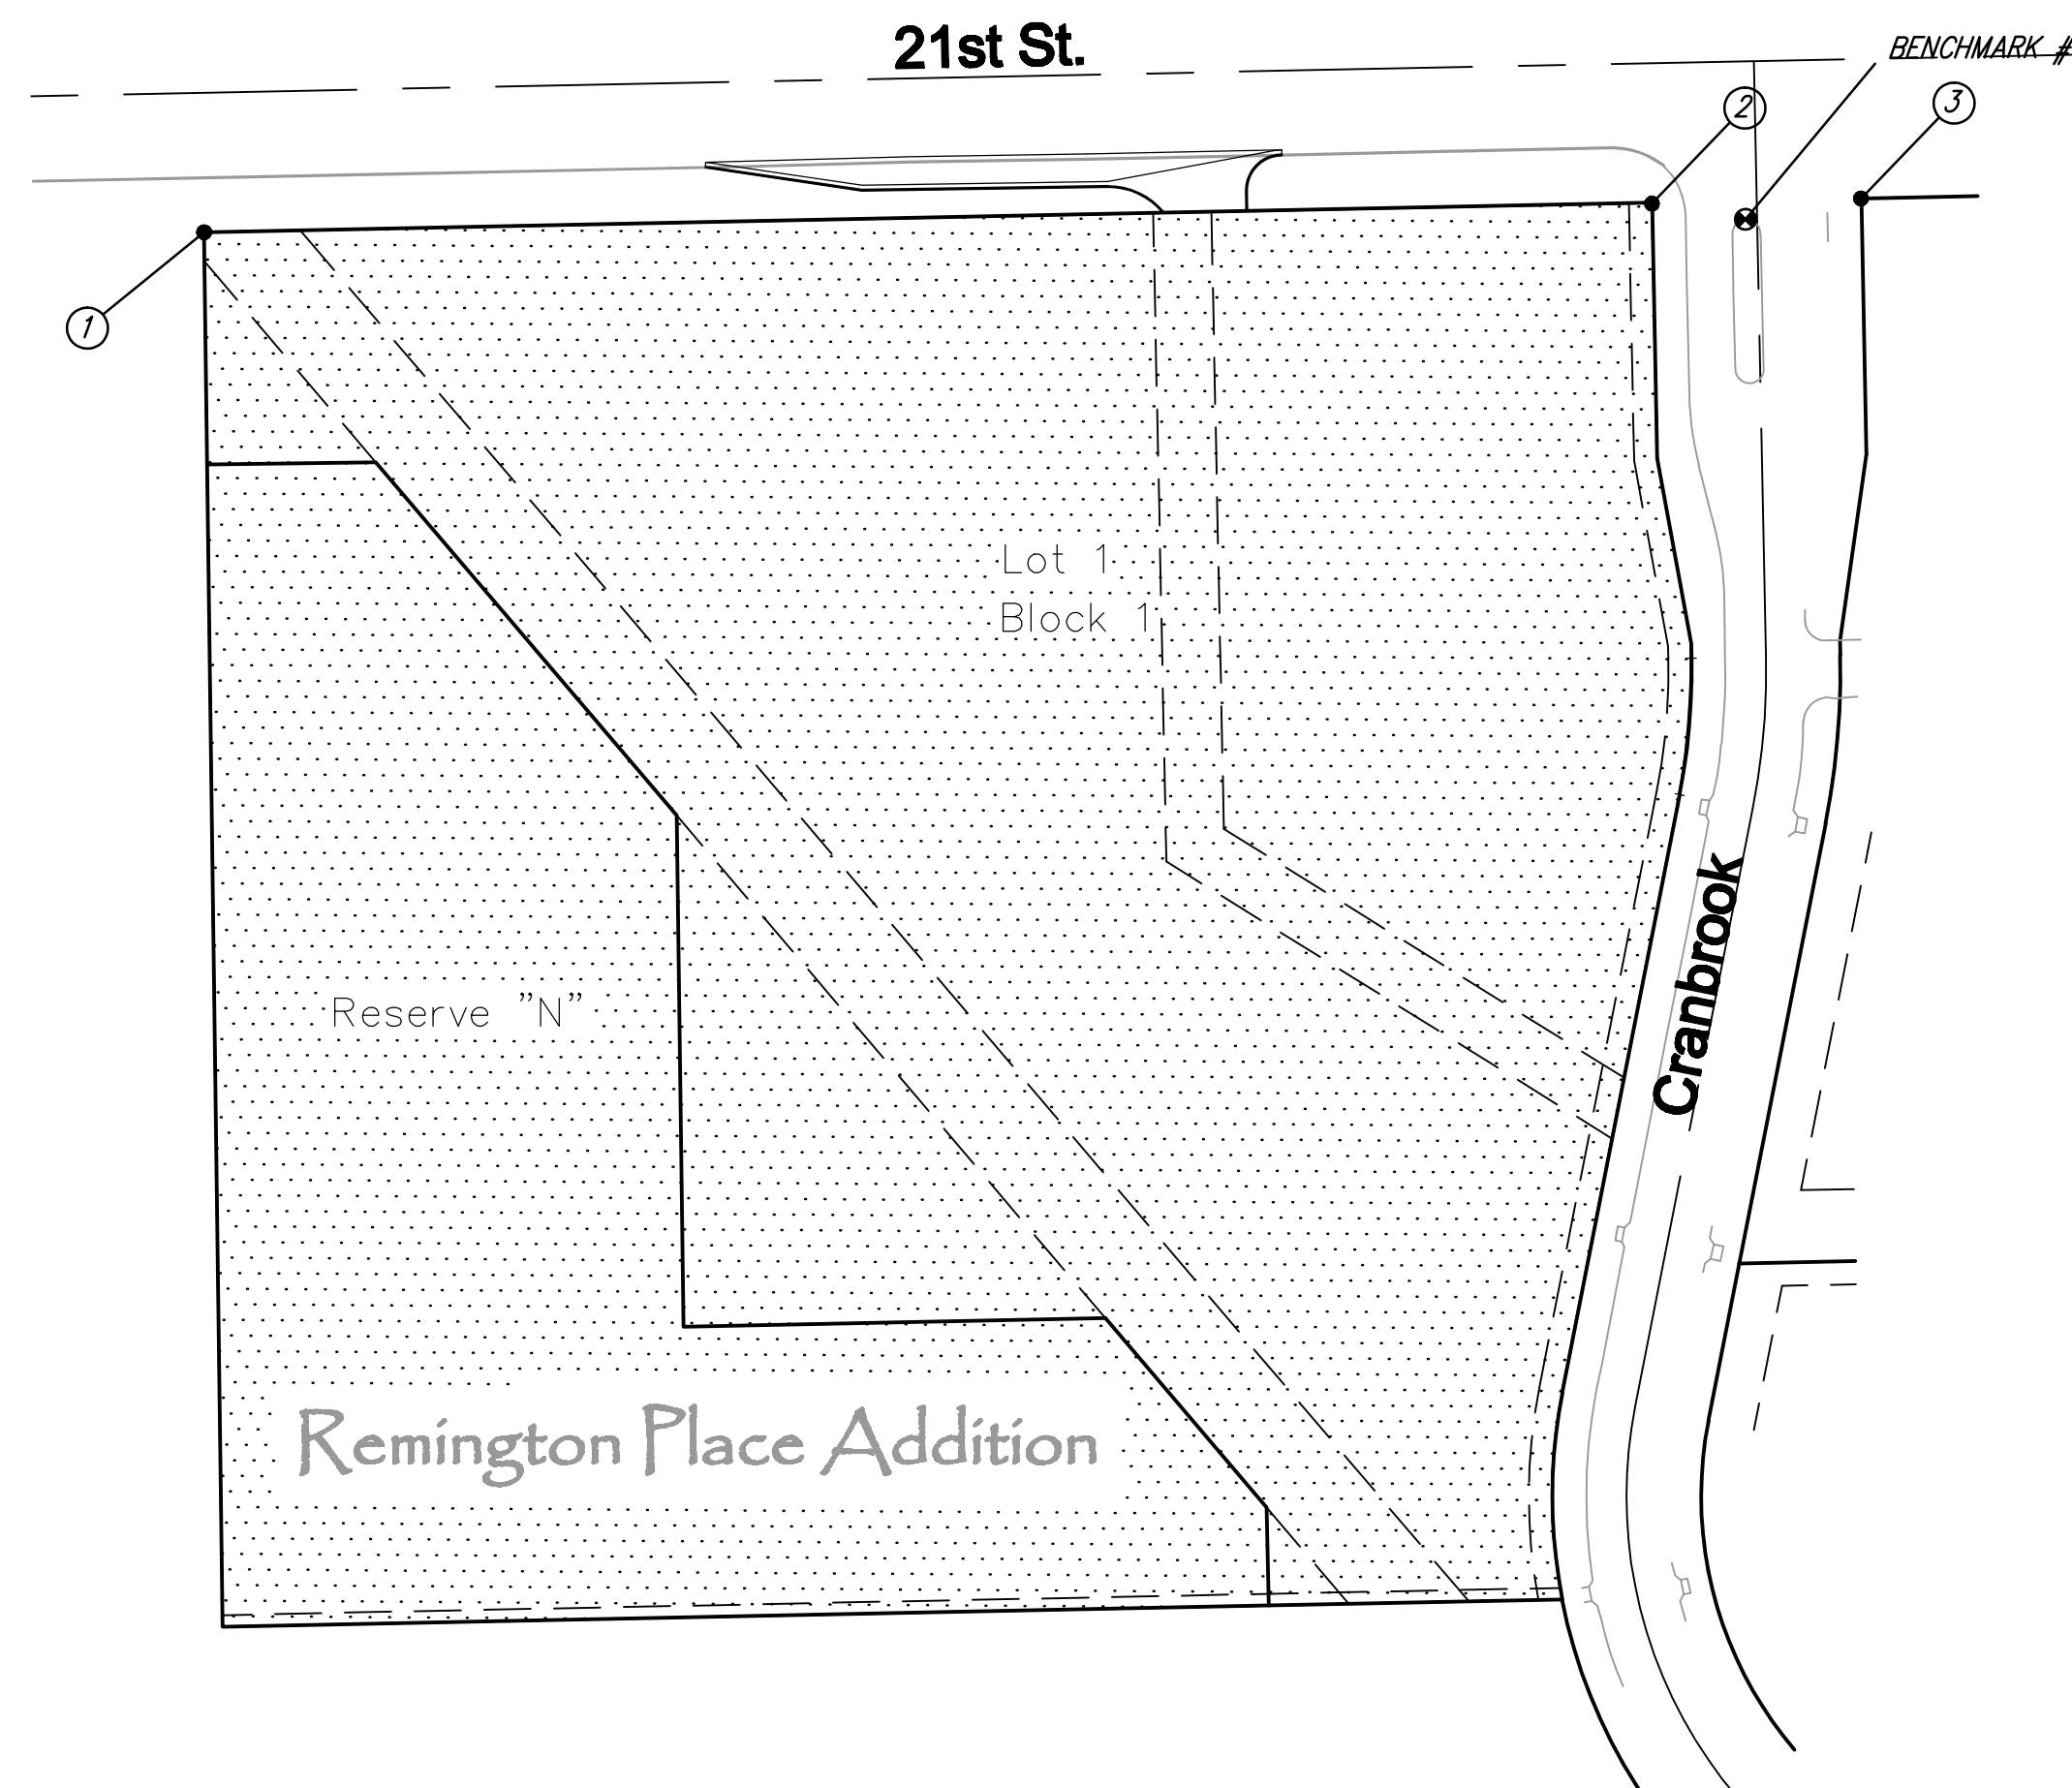 21st St.
BENCHMARK #
2
3
1
Lot 1
Block 1
Cranbrook
Reserve "N"
Remington Place Addition